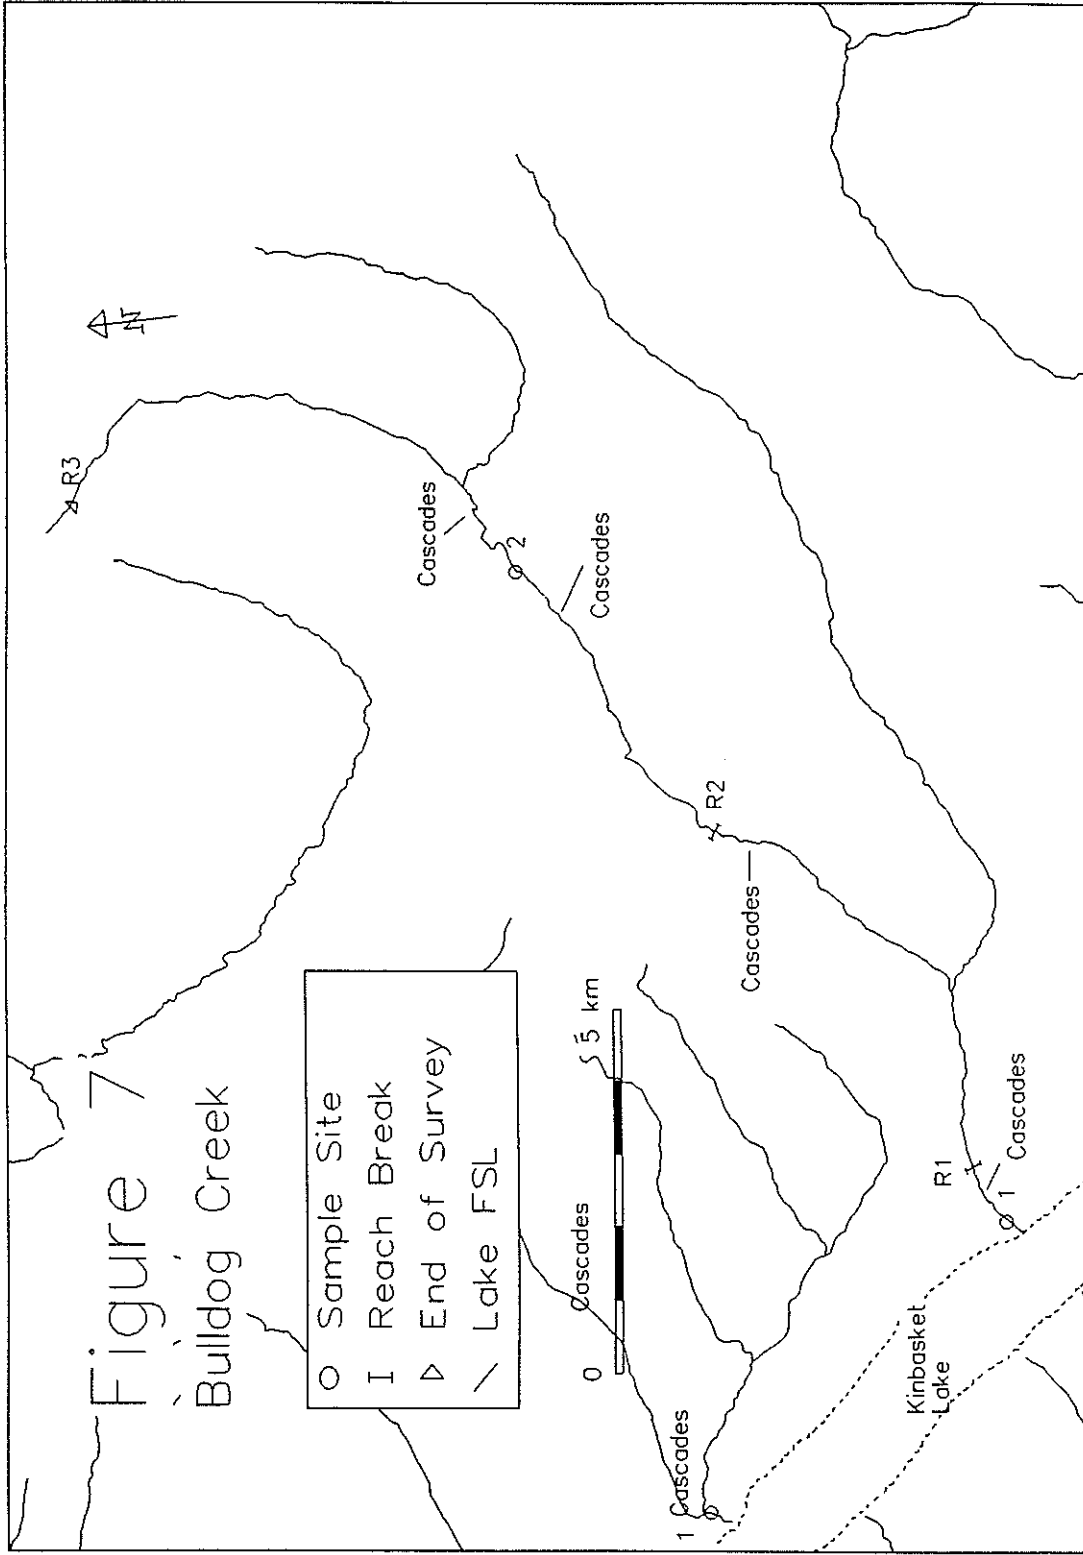 Figure 7
Bulldog Creek
Sample Site
Reach Break
End of Survey
Lake FSL
0
5 km
Cascades
Cascades
1
Kinbasket
Lake
R1
Cascades
1
Cascades
R2
Cascades
2
Cascades
R3
N